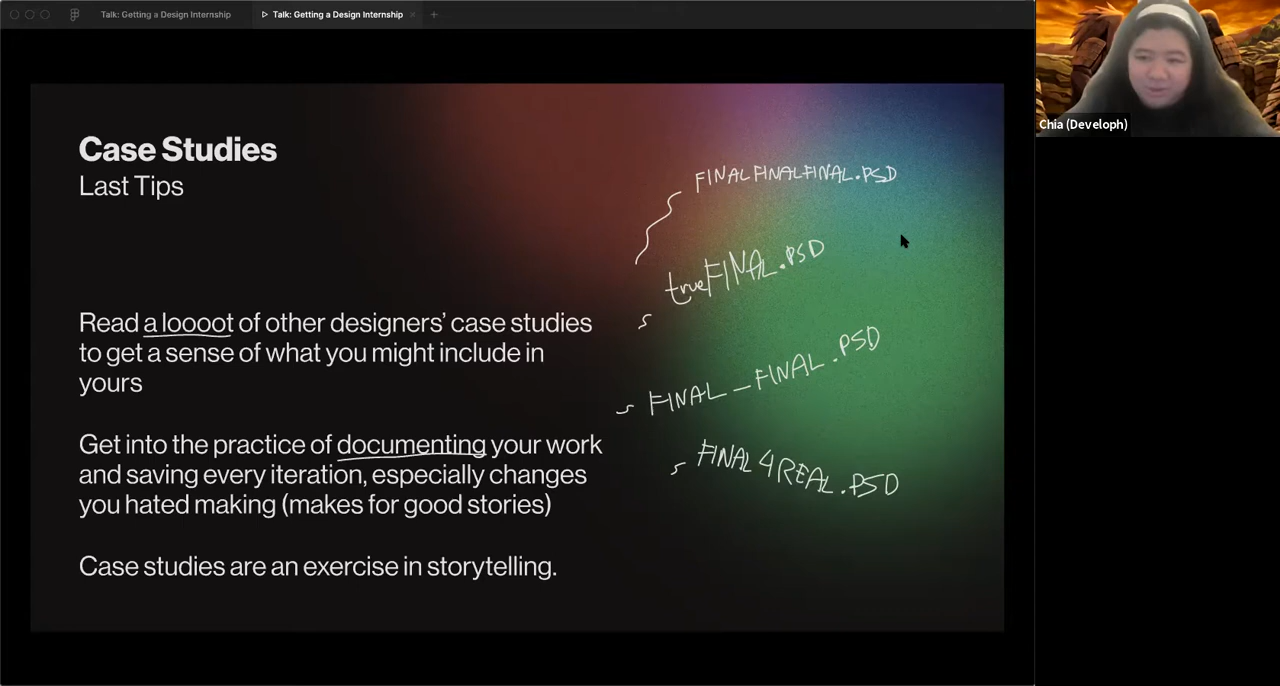 Talk: Getting a Design Internship
Talk: Getting a Design Internship
Chia (Developh)
Case Studies
Last Tips
Read a loooot of other designers’ case studies
to get a sense of what you might include in
yours
Get into the practice of documenting your work
and saving every iteration, especially changes
you hated making (makes for good stories)
Case studies are an exercise in storytelling.
FINALFINALFINAL.PSD
trueFINAL.PSD
FINAL_FINAL.PSD
FINAL4REAL.PSD